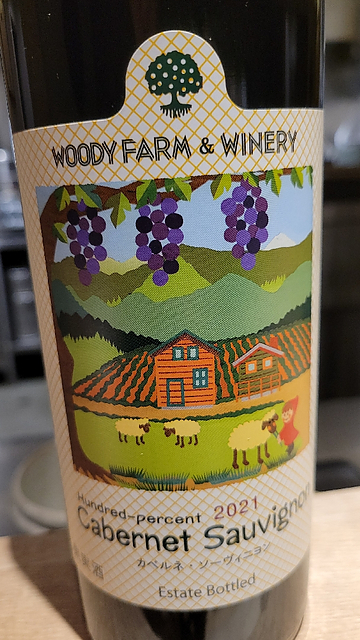 WOODY FARM & WINERY
Hundred-percent 2021
Cabernet Sauvignon
カベルネ・ソーヴィニヨン
Estate Bottled